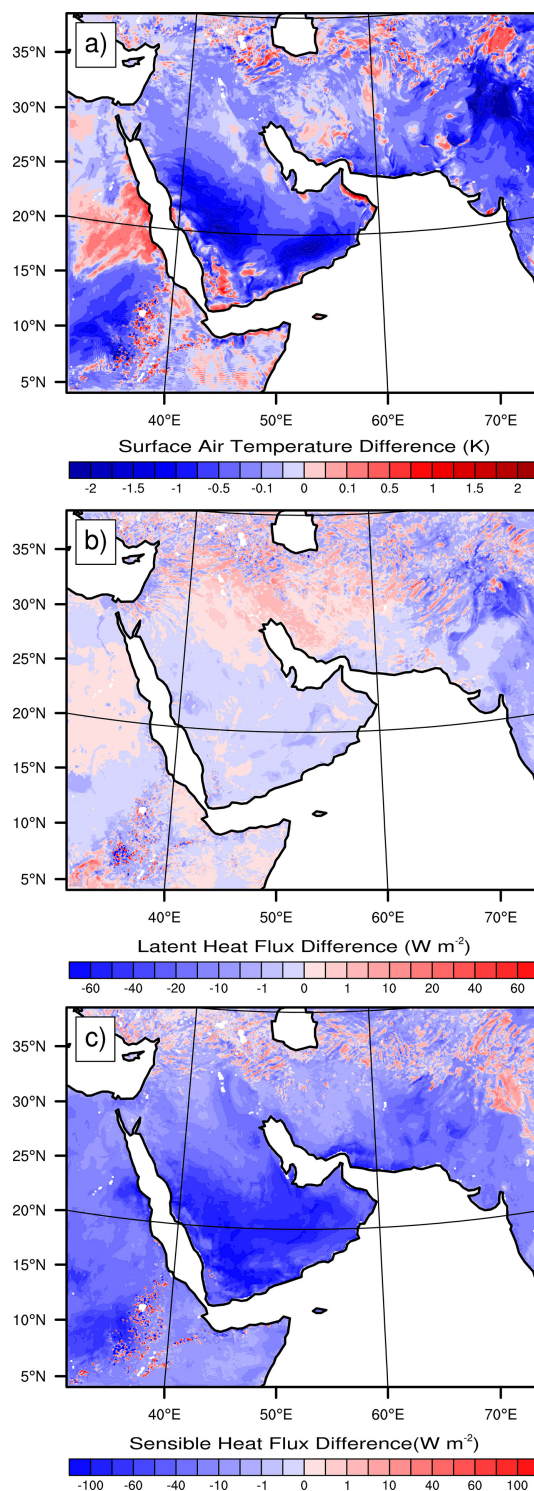 a)
35°N
30°N
25°N
20°N
15°N
10°N
5°N
40°E 50°E 60°E 70°E
Surface Air Temperature Difference (K)
-2 -1.5 -1 -0.5 -0.1 0 0.1 0.5 1 1.5 2
b)
35°N
30°N
25°N
20°N
15°N
10°N
5°N
40°E 50°E 60°E 70°E
Latent Heat Flux Difference (W m-2)
-60 -40 -20 -10 -1 0 1 10 20 40 60
c)
35°N
30°N
25°N
20°N
15°N
10°N
5°N
40°E 50°E 60°E 70°E
Sensible Heat Flux Difference(W m-2)
-100 -60 -40 -10 -1 0 1 10 40 60 100